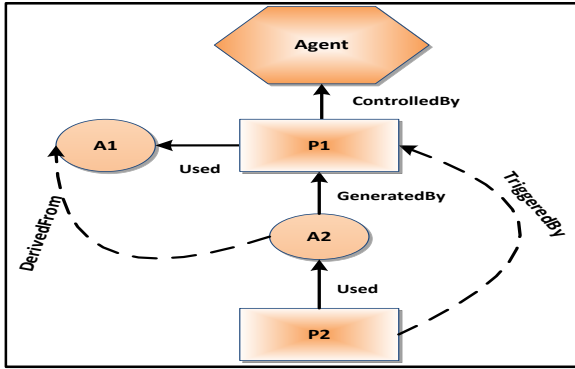 Agent
ControlledBy
A1
P1
Used
GeneratedBy
DerivedFrom
TriggeredBy
A2
Used
P2